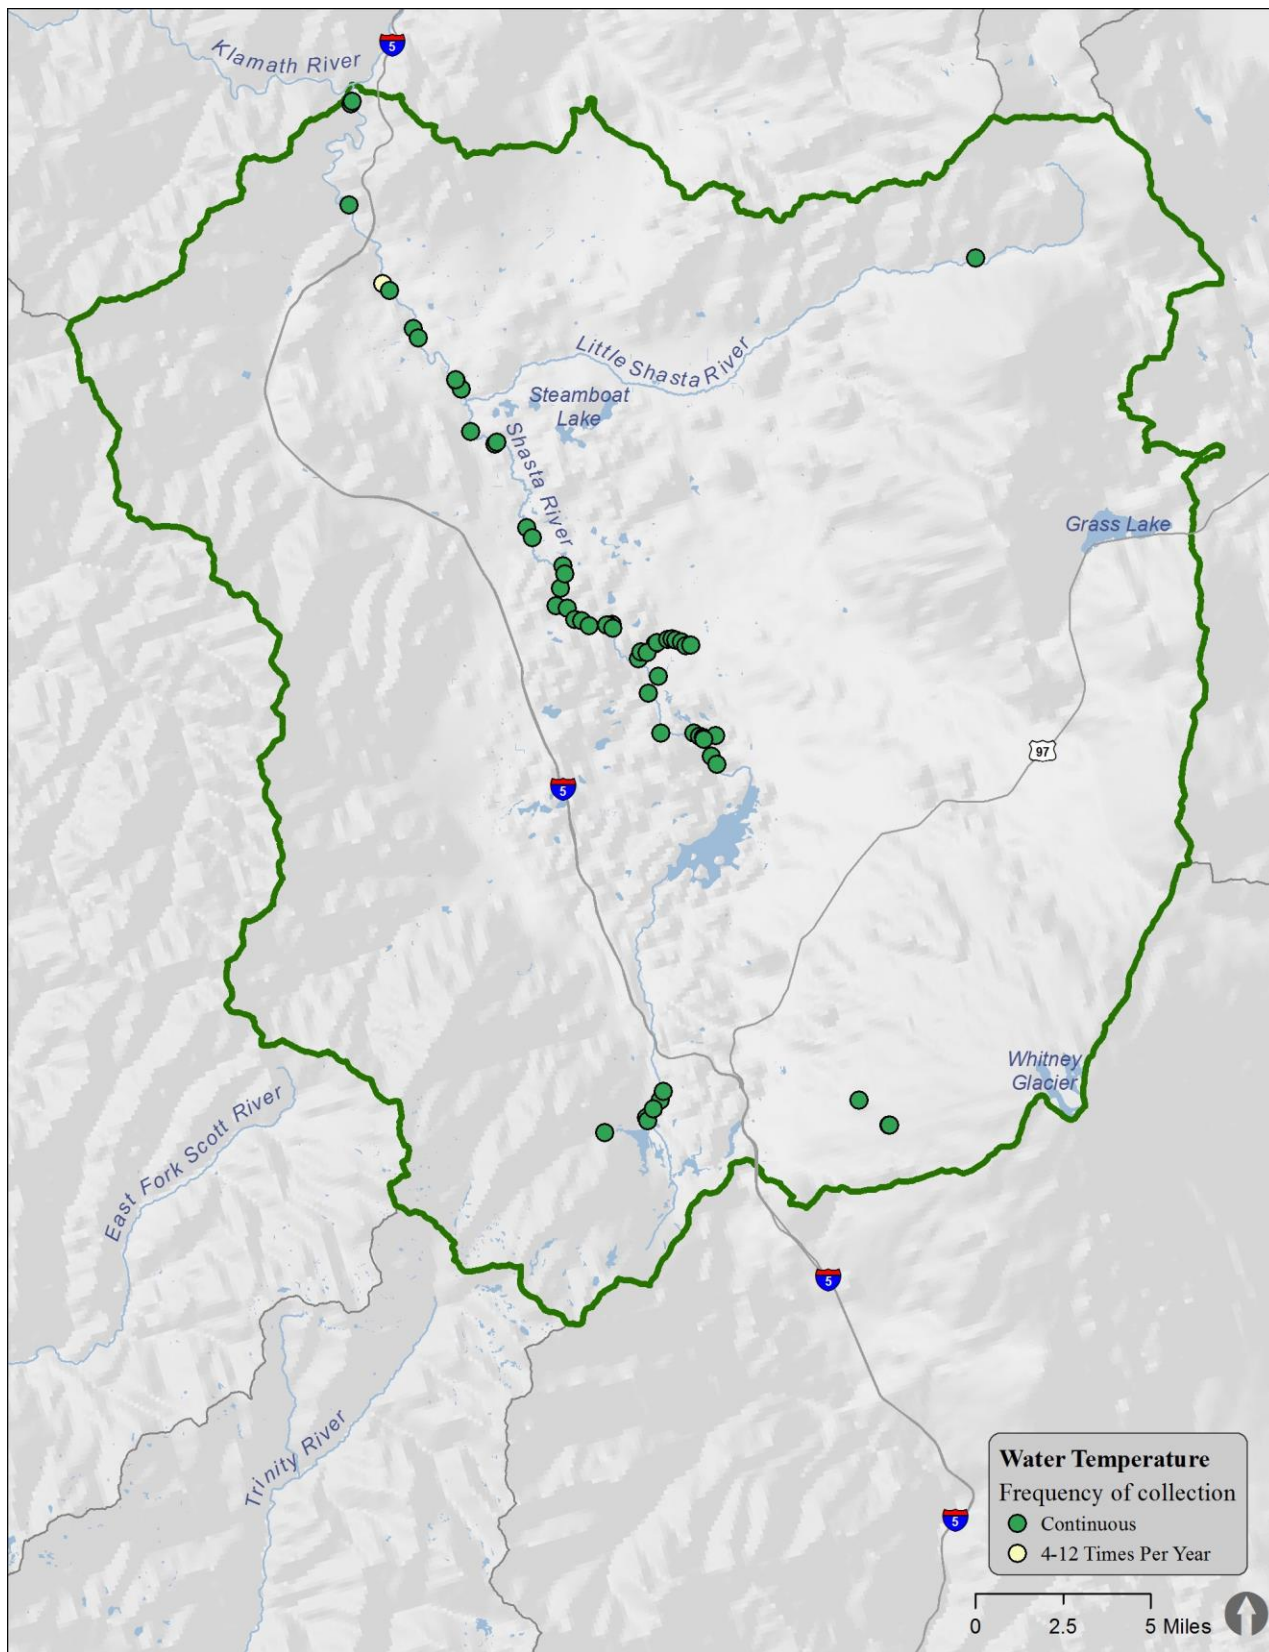 5
Klamath River
Little Shasta River
Steamboat
Lake
Shasta River
Grass Lake
97
5
Whitney
Glacier
East Fork Scott River
5
Trinity River
Water Temperature
Frequency of collection
Continuous
4-12 Times Per Year
5
0 2.5 5 Miles